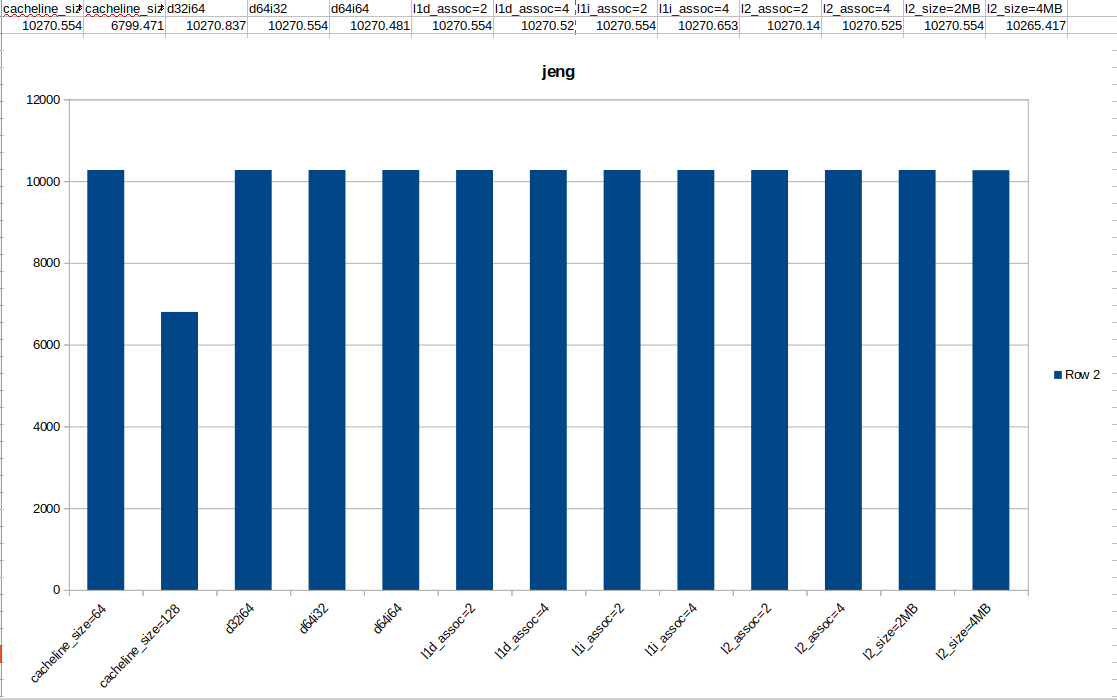 cacheline_siz cacheline_siz d32i64 d64i32 d64i64 l1d_assoc=2 l1d_assoc=4 l1i_assoc=2 l1i_assoc=4 l2_assoc=2 l2_assoc=4 l2_size=2MB l2_size=4MB
10270.554 6799.471 10270.837 10270.554 10270.481 10270.554 10270.52 10270.554 10270.653 10270.14 10270.525 10270.554 10265.417
jeng
12000
10000
8000
6000
4000
2000
0
Row 2
cacheline_size=64 cacheline_size=128 d32i64 d64i32 d64i64 l1d_assoc=2 l1d_assoc=4 l1i_assoc=2 l1i_assoc=4 l2_assoc=2 l2_assoc=4 l2_size=2MB l2_size=4MB